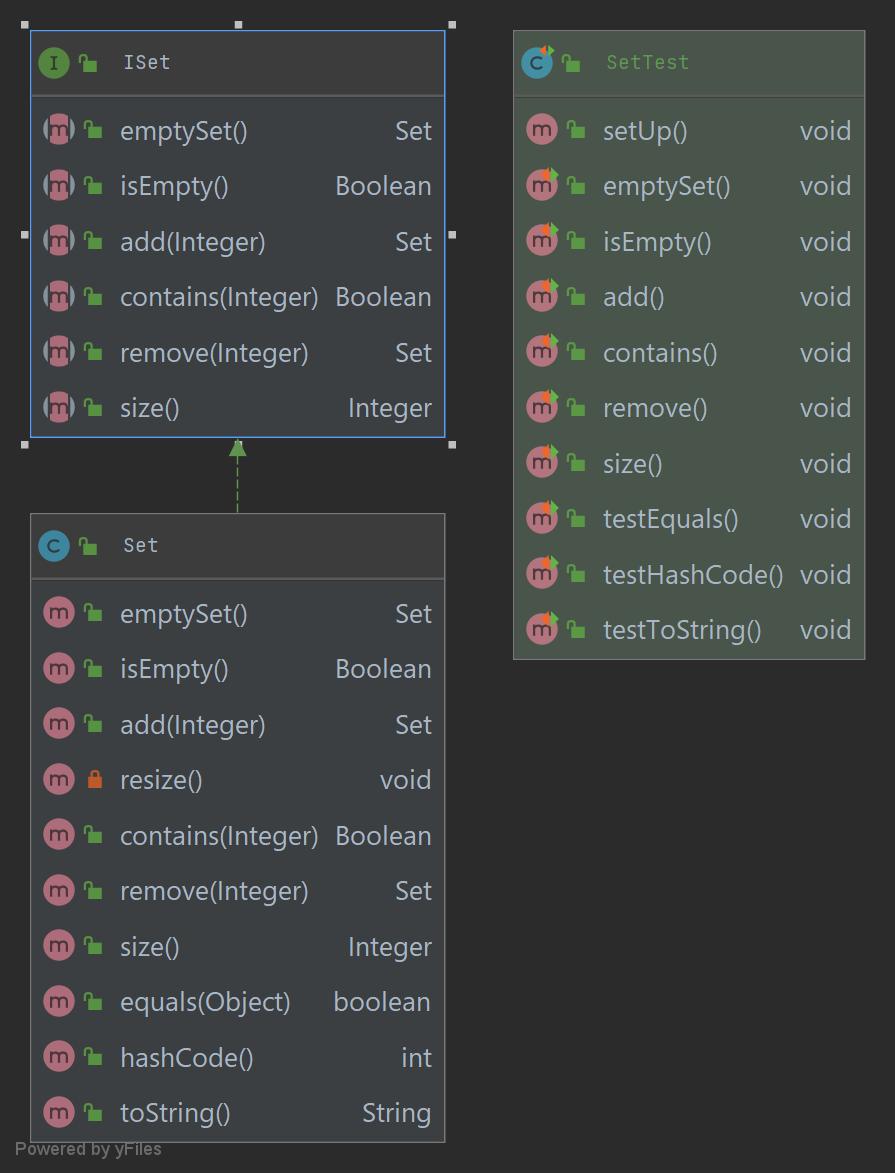 ISet
emptySet() Set
isEmpty() Boolean
add(Integer) Set
contains(Integer) Boolean
remove(Integer) Set
size() Integer
Set
emptySet() Set
isEmpty() Boolean
add(Integer) Set
resize() void
contains(Integer) Boolean
remove(Integer) Set
size() Integer
equals(Object) boolean
hashCode() int
toString() String
SetTest
setUp() void
emptySet() void
isEmpty() void
add() void
contains() void
remove() void
size() void
testEquals() void
testHashCode() void
testToString() void
Powered by yFiles